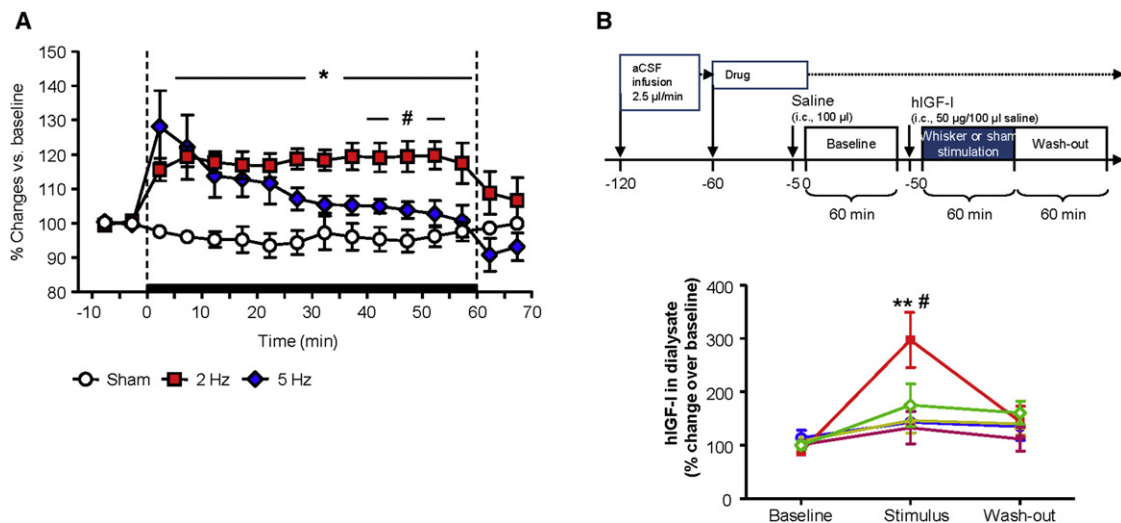 A
% Changes vs. baseline
150
140
130
120
110
100
90
80
*
#
-10 0 10 20 30 40 50 60 70
Time (min)
Sham 2 Hz 5 Hz
B
aCSF
infusion
2.5 µl/min
Drug
Saline
(i.c., 100 µl)
hIGF-I
(i.c., 50 µg/100 µl saline)
Baseline
Whisker or sham
stimulation
Wash-out
-120 -60 -50 -50
60 min 60 min 60 min
hIGF-I in dialysate
(% change over baseline)
400
300
200
100
0
** #
Baseline Stimulus Wash-out